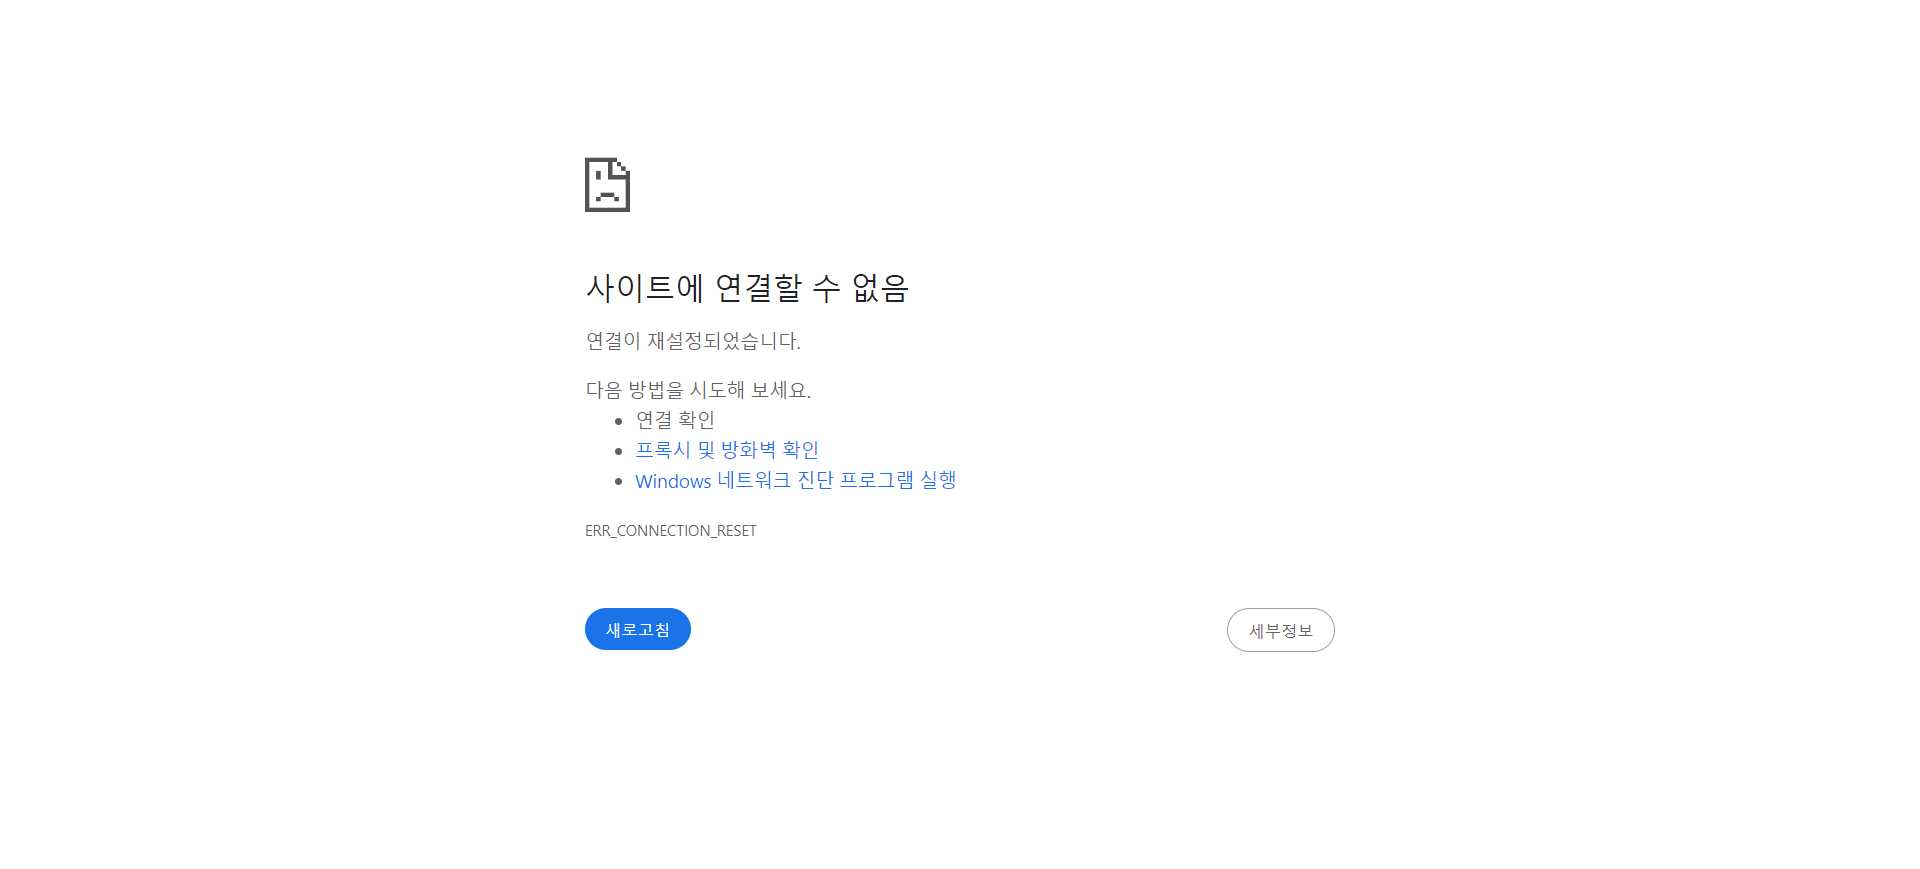 사이트에 연결할 수 없음
연결이 재설정되었습니다.
다음 방법을 시도해 보세요.
연결 확인
프록시 및 방화벽 확인
Windows 네트워크 진단 프로그램 실행
ERR_CONNECTION_RESET
새로고침
세부정보